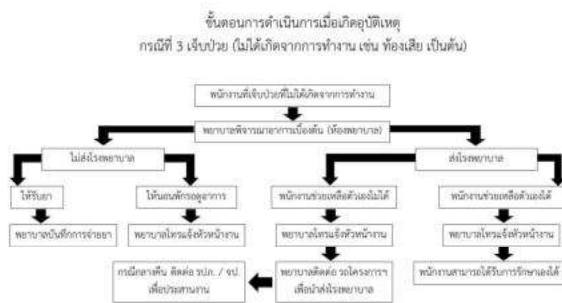 ขั้นตอนการดำเนินการเมื่อเกิดอุบัติเหตุ
กรณีที่ 3 เจ็บป่วย (ไม่ได้เกิดจากการทำงาน เช่น ท้องเสีย เป็นต้น)
พนักงานที่เจ็บป่วยที่ไม่ได้เกิดจากการทำงาน
พยาบาลพิจารณาอาการเบื้องต้น (ห้องพยาบาล)
ไม่ส่งโรงพยาบาล
ส่งโรงพยาบาล
ให้รับยา
ให้นอนพักรอดูอาการ
พนักงานช่วยเหลือตัวเองไม่ได้
พนักงานช่วยเหลือตัวเองได้
พยาบาลบันทึกการจ่ายยา
พยาบาลโทรแจ้งหัวหน้างาน
พยาบาลโทรแจ้งหัวหน้างาน
พยาบาลโทรแจ้งหัวหน้างาน
กรณีกลางคืน ติดต่อ รปภ. / จป.
เพื่อประสานงาน
พยาบาลติดต่อ รถโครงการฯ
เพื่อนำส่งโรงพยาบาล
พนักงานสามารถได้รับการรักษาเองได้